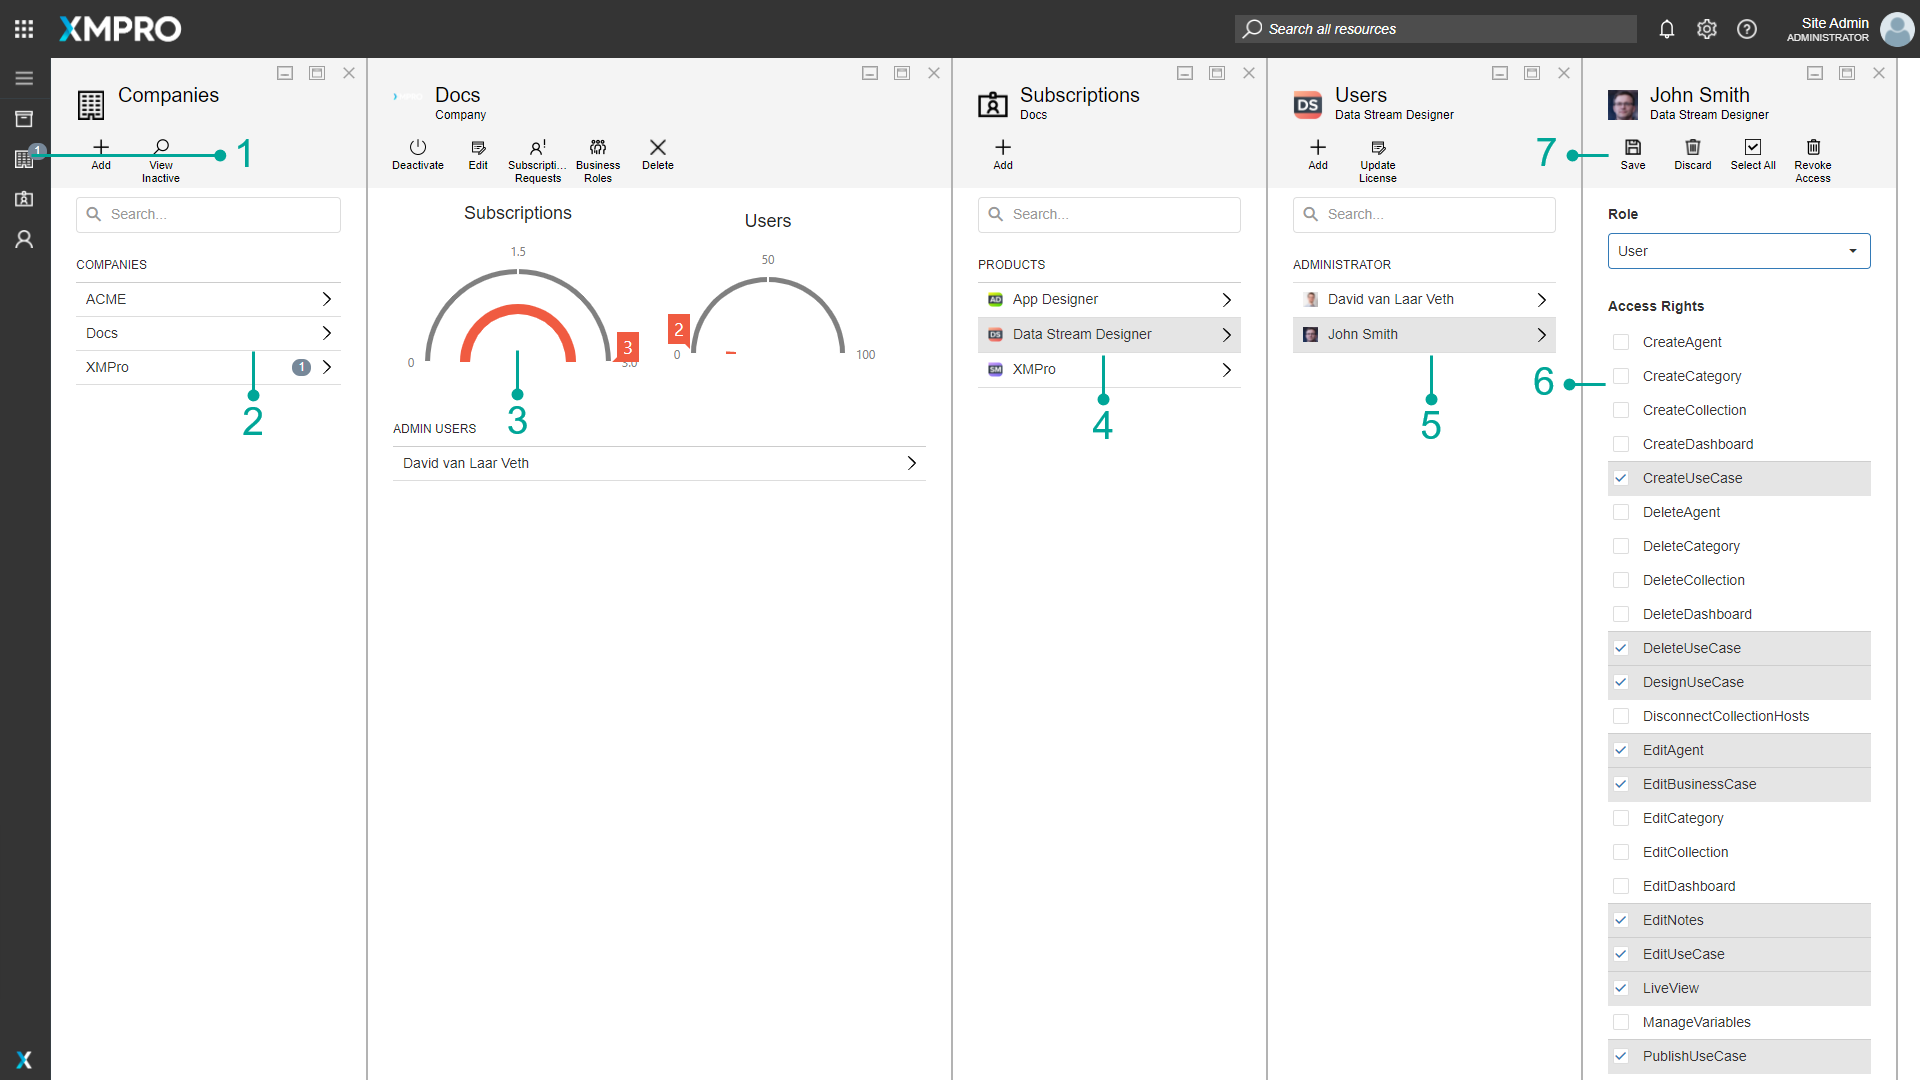 XMPRO
Search all resources
Site Admin
ADMINISTRATOR
1
Companies
Add
View
Inactive
1
Search...
COMPANIES
ACME
Docs
XMPro
1
2
Docs
Company
Deactivate
Edit
Subscripti...
Requests
Business
Roles
Delete
Subscriptions
1.5
0
3
3.0
3
Users
50
2
0
100
ADMIN USERS
David van Laar Veth
Subscriptions
Docs
Add
Search...
PRODUCTS
AD App Designer
DS Data Stream Designer
SM XMPro
4
DS
Users
Data Stream Designer
Add
Update
License
Search...
ADMINISTRATOR
David van Laar Veth
John Smith
5
John Smith
Data Stream Designer
7
Save
Discard
Select All
Revoke
Access
Role
User
Access Rights
6
CreateAgent
CreateCategory
CreateCollection
CreateDashboard
CreateUseCase
DeleteAgent
DeleteCategory
DeleteCollection
DeleteDashboard
DeleteUseCase
DesignUseCase
DisconnectCollectionHosts
EditAgent
EditBusinessCase
EditCategory
EditCollection
EditDashboard
EditNotes
EditUseCase
LiveView
ManageVariables
PublishUseCase